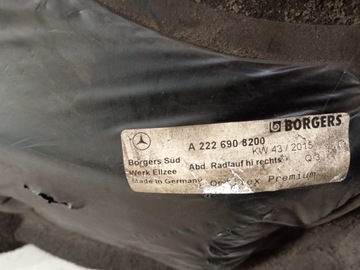 A 222 690 8200
BORGERS
KW 43 / 2015
Borgers Süd
Abd. Radlauf hi rechts
Q 3
Werk Ellzee
Made in Germany
Premium